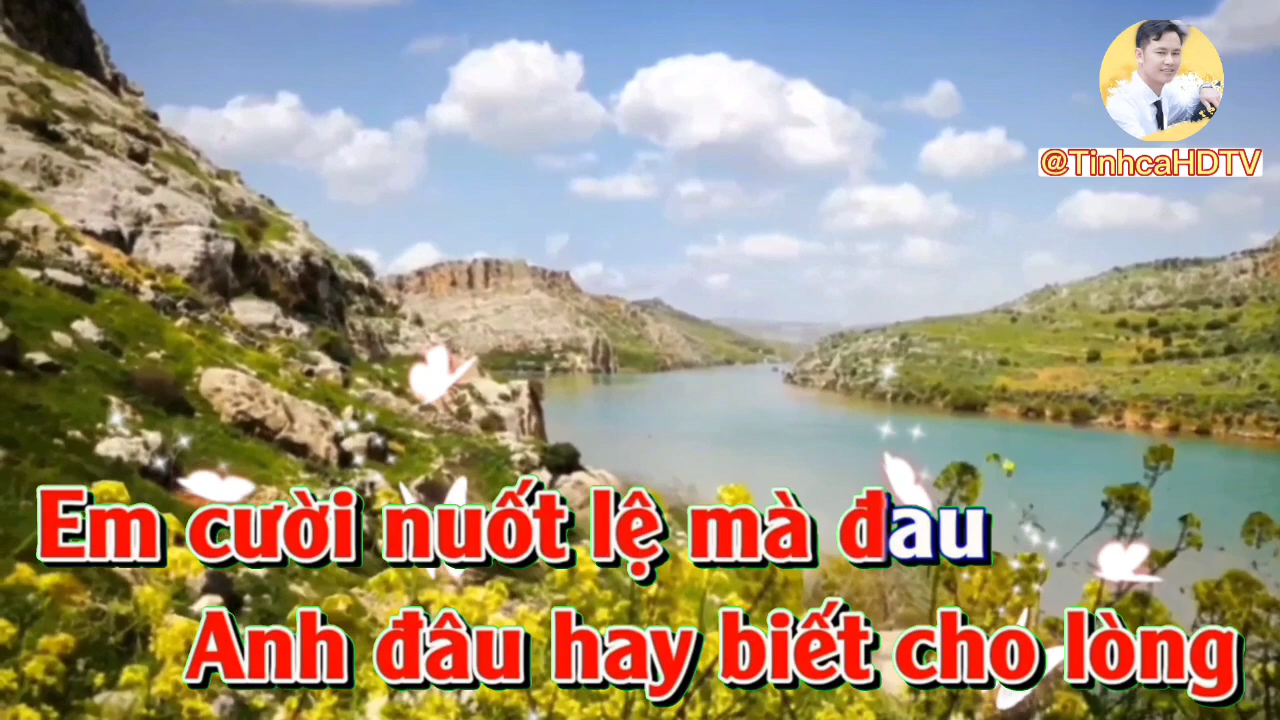 @TinhcaHDTV
Em cười nuốt lệ mà đau
Anh đâu hay biết cho lòng